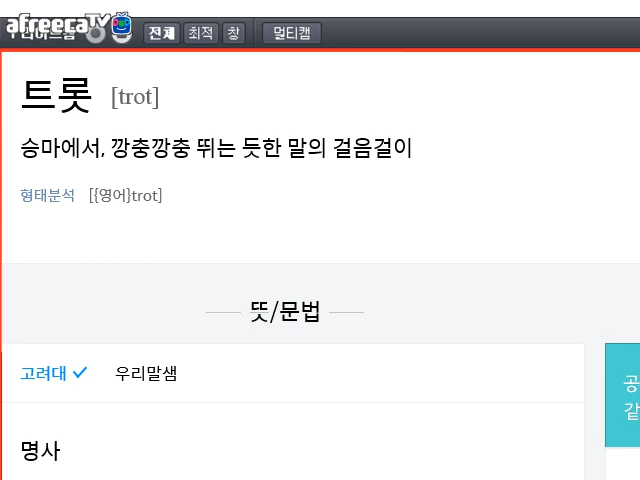 afreecaTV
전체 최적 창 멀티캠
트롯 [trot]
승마에서, 깡충깡충 뛰는 듯한 말의 걸음걸이
형태분석 [{영어}trot]
뜻/문법
고려대 우리말샘
공
같
명사